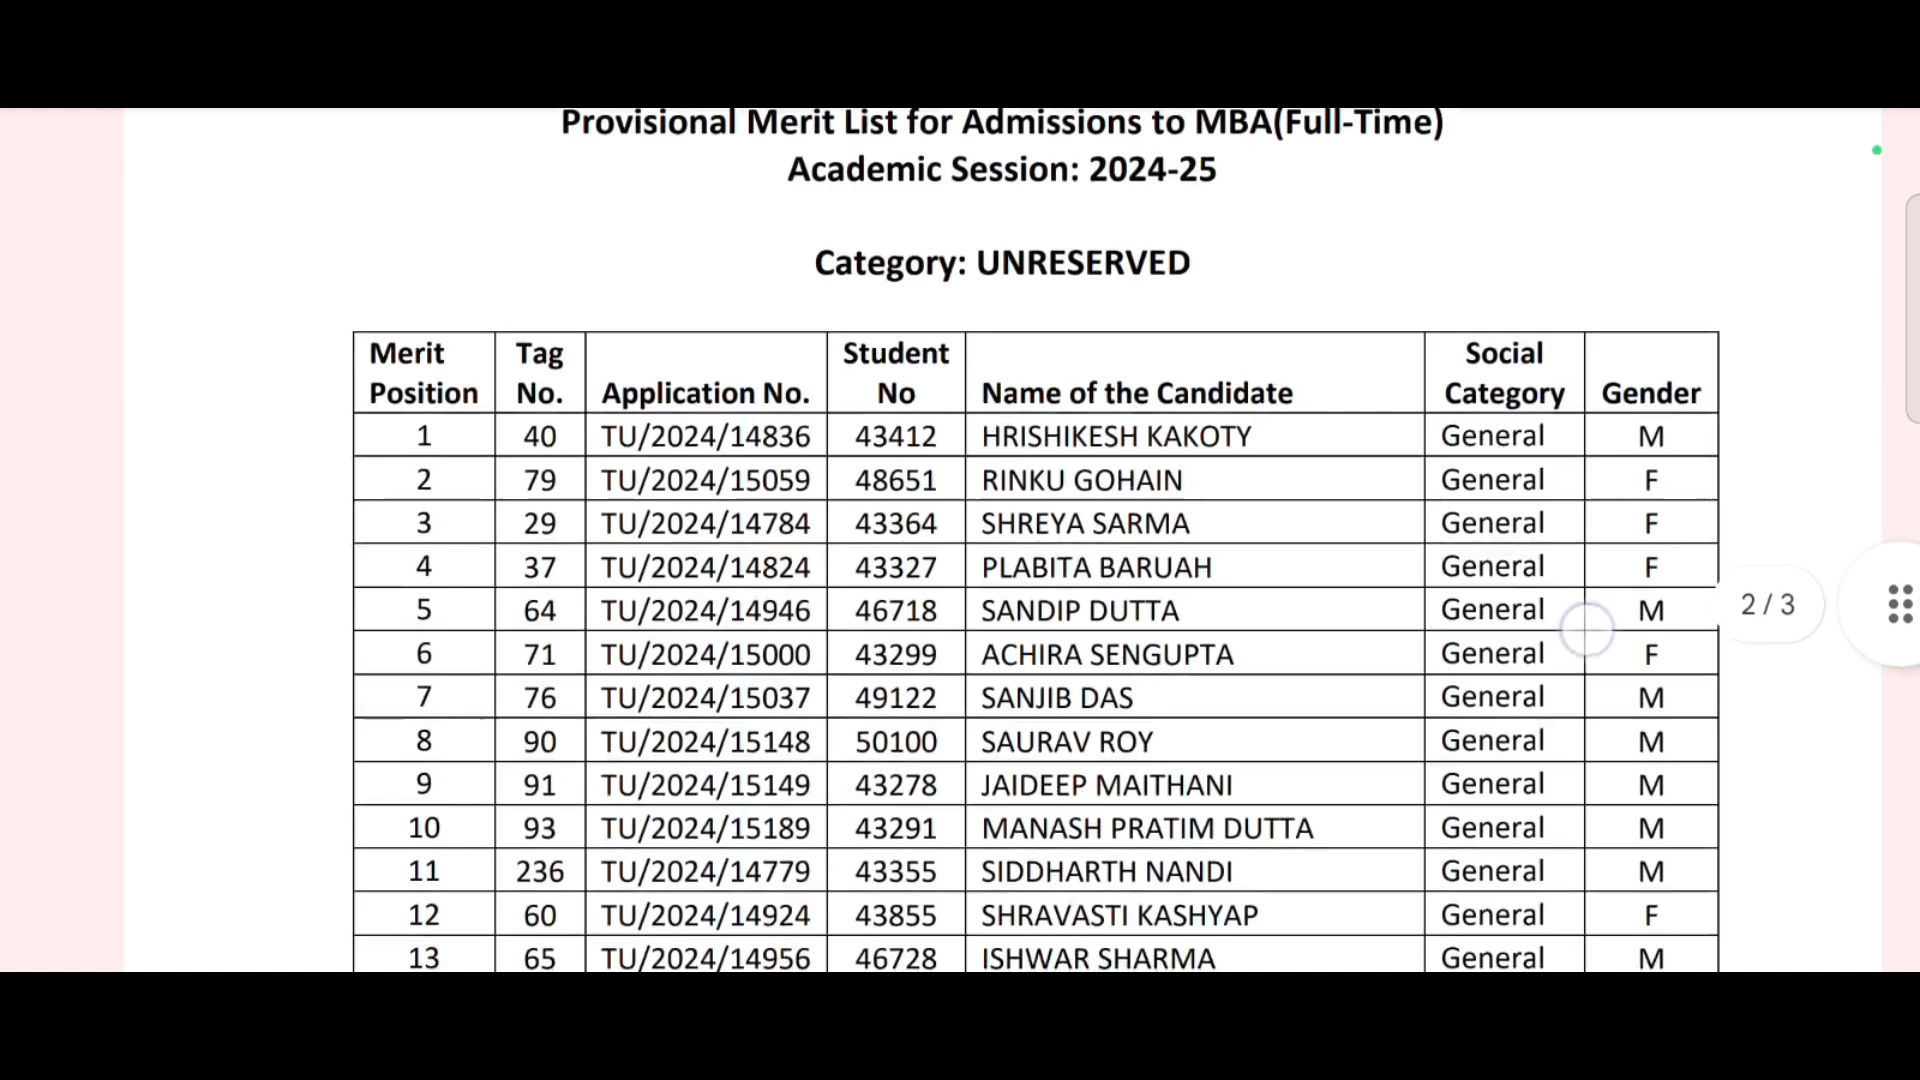 Provisional Merit List for Admissions to MBA(Full-Time)
Academic Session: 2024-25
Category: UNRESERVED
Merit Position Tag No. Application No. Student No Name of the Candidate Social Category Gender
1 40 TU/2024/14836 43412 HRISHIKESH KAKOTY General M
2 79 TU/2024/15059 48651 RINKU GOHAIN General F
3 29 TU/2024/14784 43364 SHREYA SARMA General F
4 37 TU/2024/14824 43327 PLABITA BARUAH General F
5 64 TU/2024/14946 46718 SANDIP DUTTA General M
2 / 3
6 71 TU/2024/15000 43299 ACHIRA SENGUPTA General F
7 76 TU/2024/15037 49122 SANJIB DAS General M
8 90 TU/2024/15148 50100 SAURAV ROY General M
9 91 TU/2024/15149 43278 JAIDEEP MAITHANI General M
10 93 TU/2024/15189 43291 MANASH PRATIM DUTTA General M
11 236 TU/2024/14779 43355 SIDDHARTH NANDI General M
12 60 TU/2024/14924 43855 SHRAVASTI KASHYAP General F
13 65 TU/2024/14956 46728 ISHWAR SHARMA General M